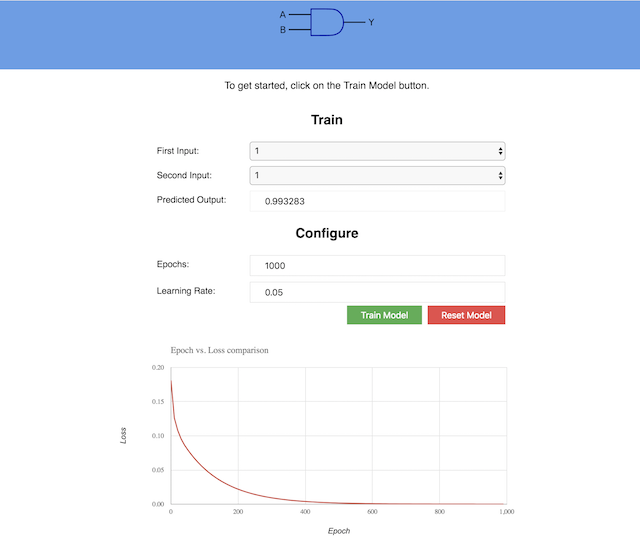 A
B
Y
To get started, click on the Train Model button.
Train
First Input:
1
Second Input:
1
Predicted Output:
0.993283
Configure
Epochs:
1000
Learning Rate:
0.05
Train Model
Reset Model
Epoch vs. Loss comparison
0.20
0.15
0.10
0.05
0.00
Loss
0
200
400
600
800
1,000
Epoch